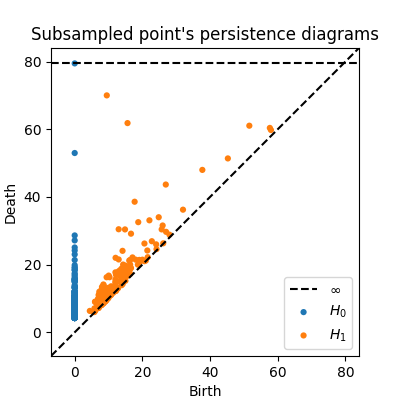 Subsampled point's persistence diagrams
80
60
40
20
0
Death
0 20 40 60 80
Birth
∞
H₀
H₁